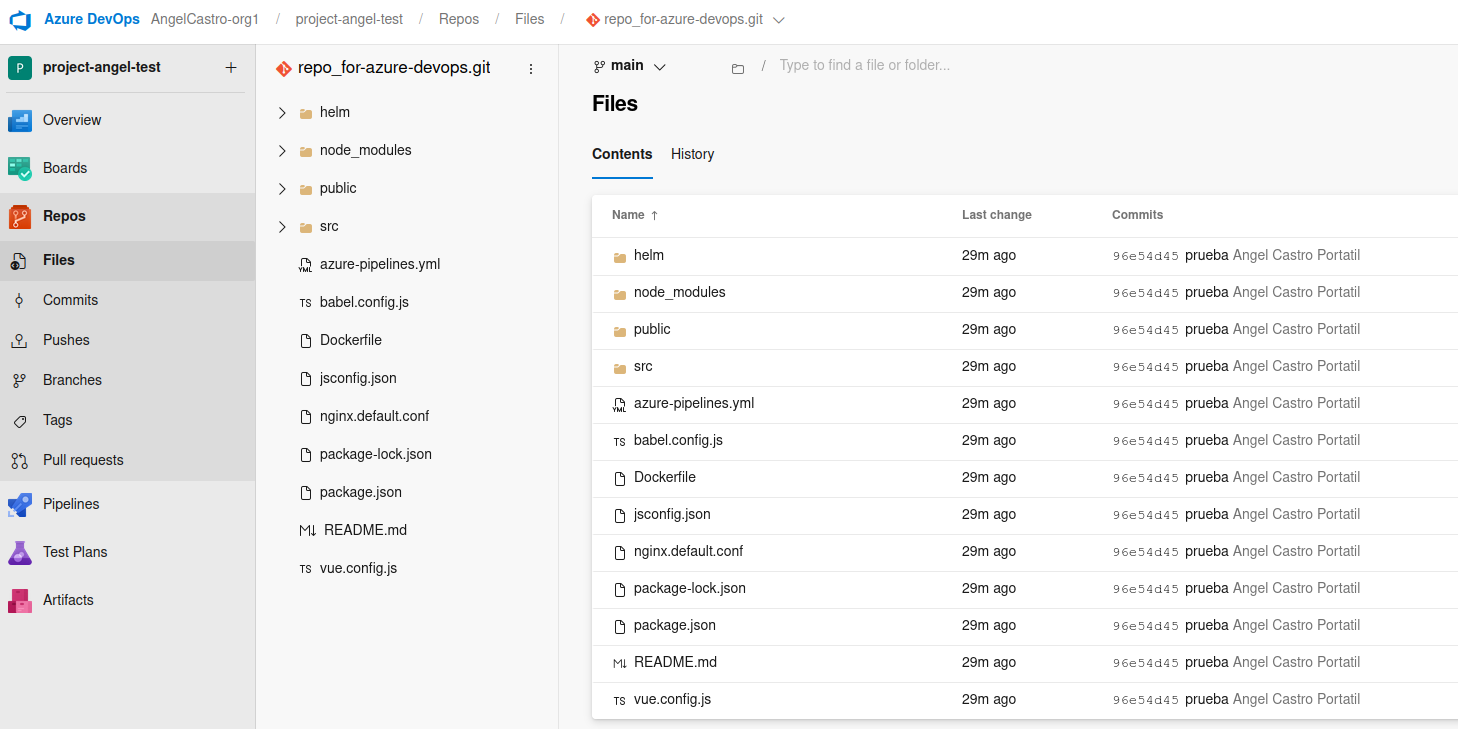 Azure DevOps AngelCastro-org1 / project-angel-test / Repos / Files / repo_for-azure-devops.git
P project-angel-test +
Overview
Boards
Repos
Files
Commits
Pushes
Branches
Tags
Pull requests
Pipelines
Test Plans
Artifacts
repo_for-azure-devops.git
helm
node_modules
public
src
YML azure-pipelines.yml
TS babel.config.js
Dockerfile
jsconfig.json
nginx.default.conf
package-lock.json
package.json
M↓ README.md
TS vue.config.js
main / Type to find a file or folder...
Files
Contents History
Name ↑ Last change Commits
helm 29m ago 96e54d45 prueba Angel Castro Portatil
node_modules 29m ago 96e54d45 prueba Angel Castro Portatil
public 29m ago 96e54d45 prueba Angel Castro Portatil
src 29m ago 96e54d45 prueba Angel Castro Portatil
YML azure-pipelines.yml 29m ago 96e54d45 prueba Angel Castro Portatil
TS babel.config.js 29m ago 96e54d45 prueba Angel Castro Portatil
Dockerfile 29m ago 96e54d45 prueba Angel Castro Portatil
jsconfig.json 29m ago 96e54d45 prueba Angel Castro Portatil
nginx.default.conf 29m ago 96e54d45 prueba Angel Castro Portatil
package-lock.json 29m ago 96e54d45 prueba Angel Castro Portatil
package.json 29m ago 96e54d45 prueba Angel Castro Portatil
M↓ README.md 29m ago 96e54d45 prueba Angel Castro Portatil
TS vue.config.js 29m ago 96e54d45 prueba Angel Castro Portatil